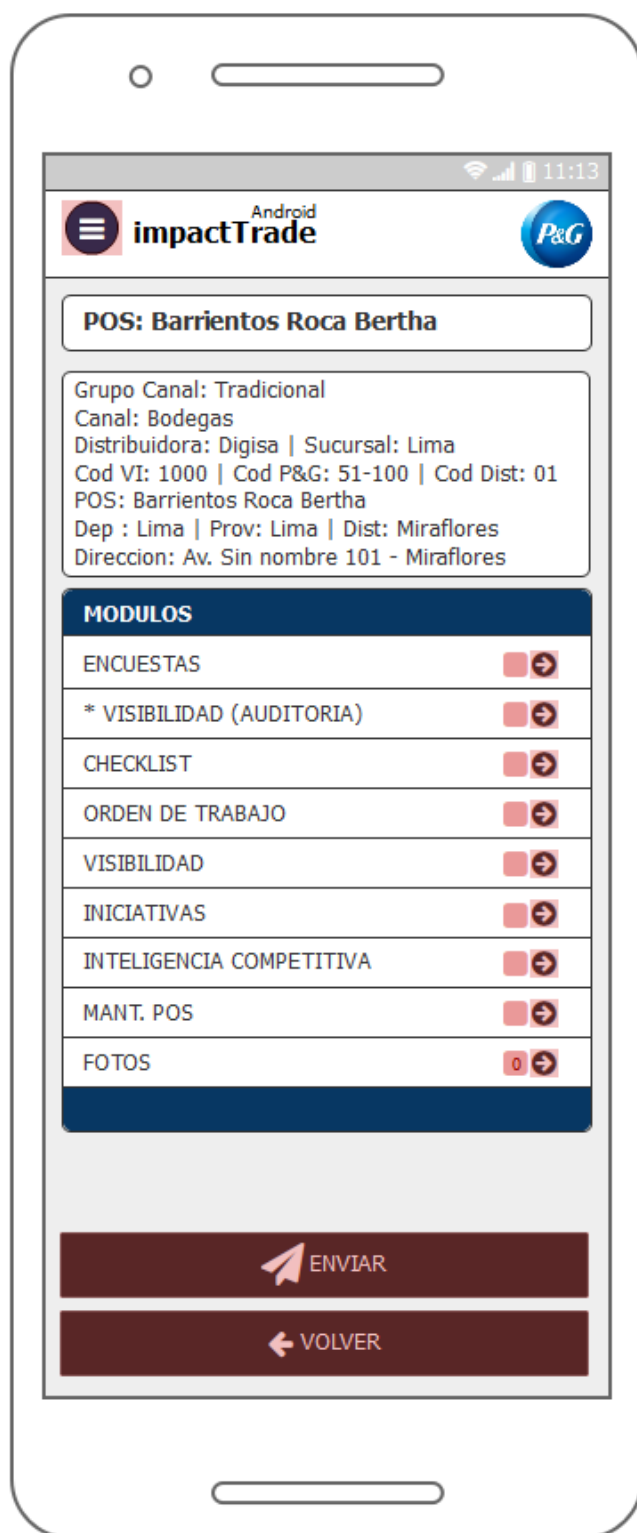 11:13
Android
impactTrade
P&G
POS: Barrientos Roca Bertha
Grupo Canal: Tradicional
Canal: Bodegas
Distribuidora: Digisa | Sucursal: Lima
Cod VI: 1000 | Cod P&G: 51-100 | Cod Dist: 01
POS: Barrientos Roca Bertha
Dep : Lima | Prov: Lima | Dist: Miraflores
Direccion: Av. Sin nombre 101 - Miraflores
MODULOS
ENCUESTAS
* VISIBILIDAD (AUDITORIA)
CHECKLIST
ORDEN DE TRABAJO
VISIBILIDAD
INICIATIVAS
INTELIGENCIA COMPETITIVA
MANT. POS
FOTOS 0
ENVIAR
VOLVER